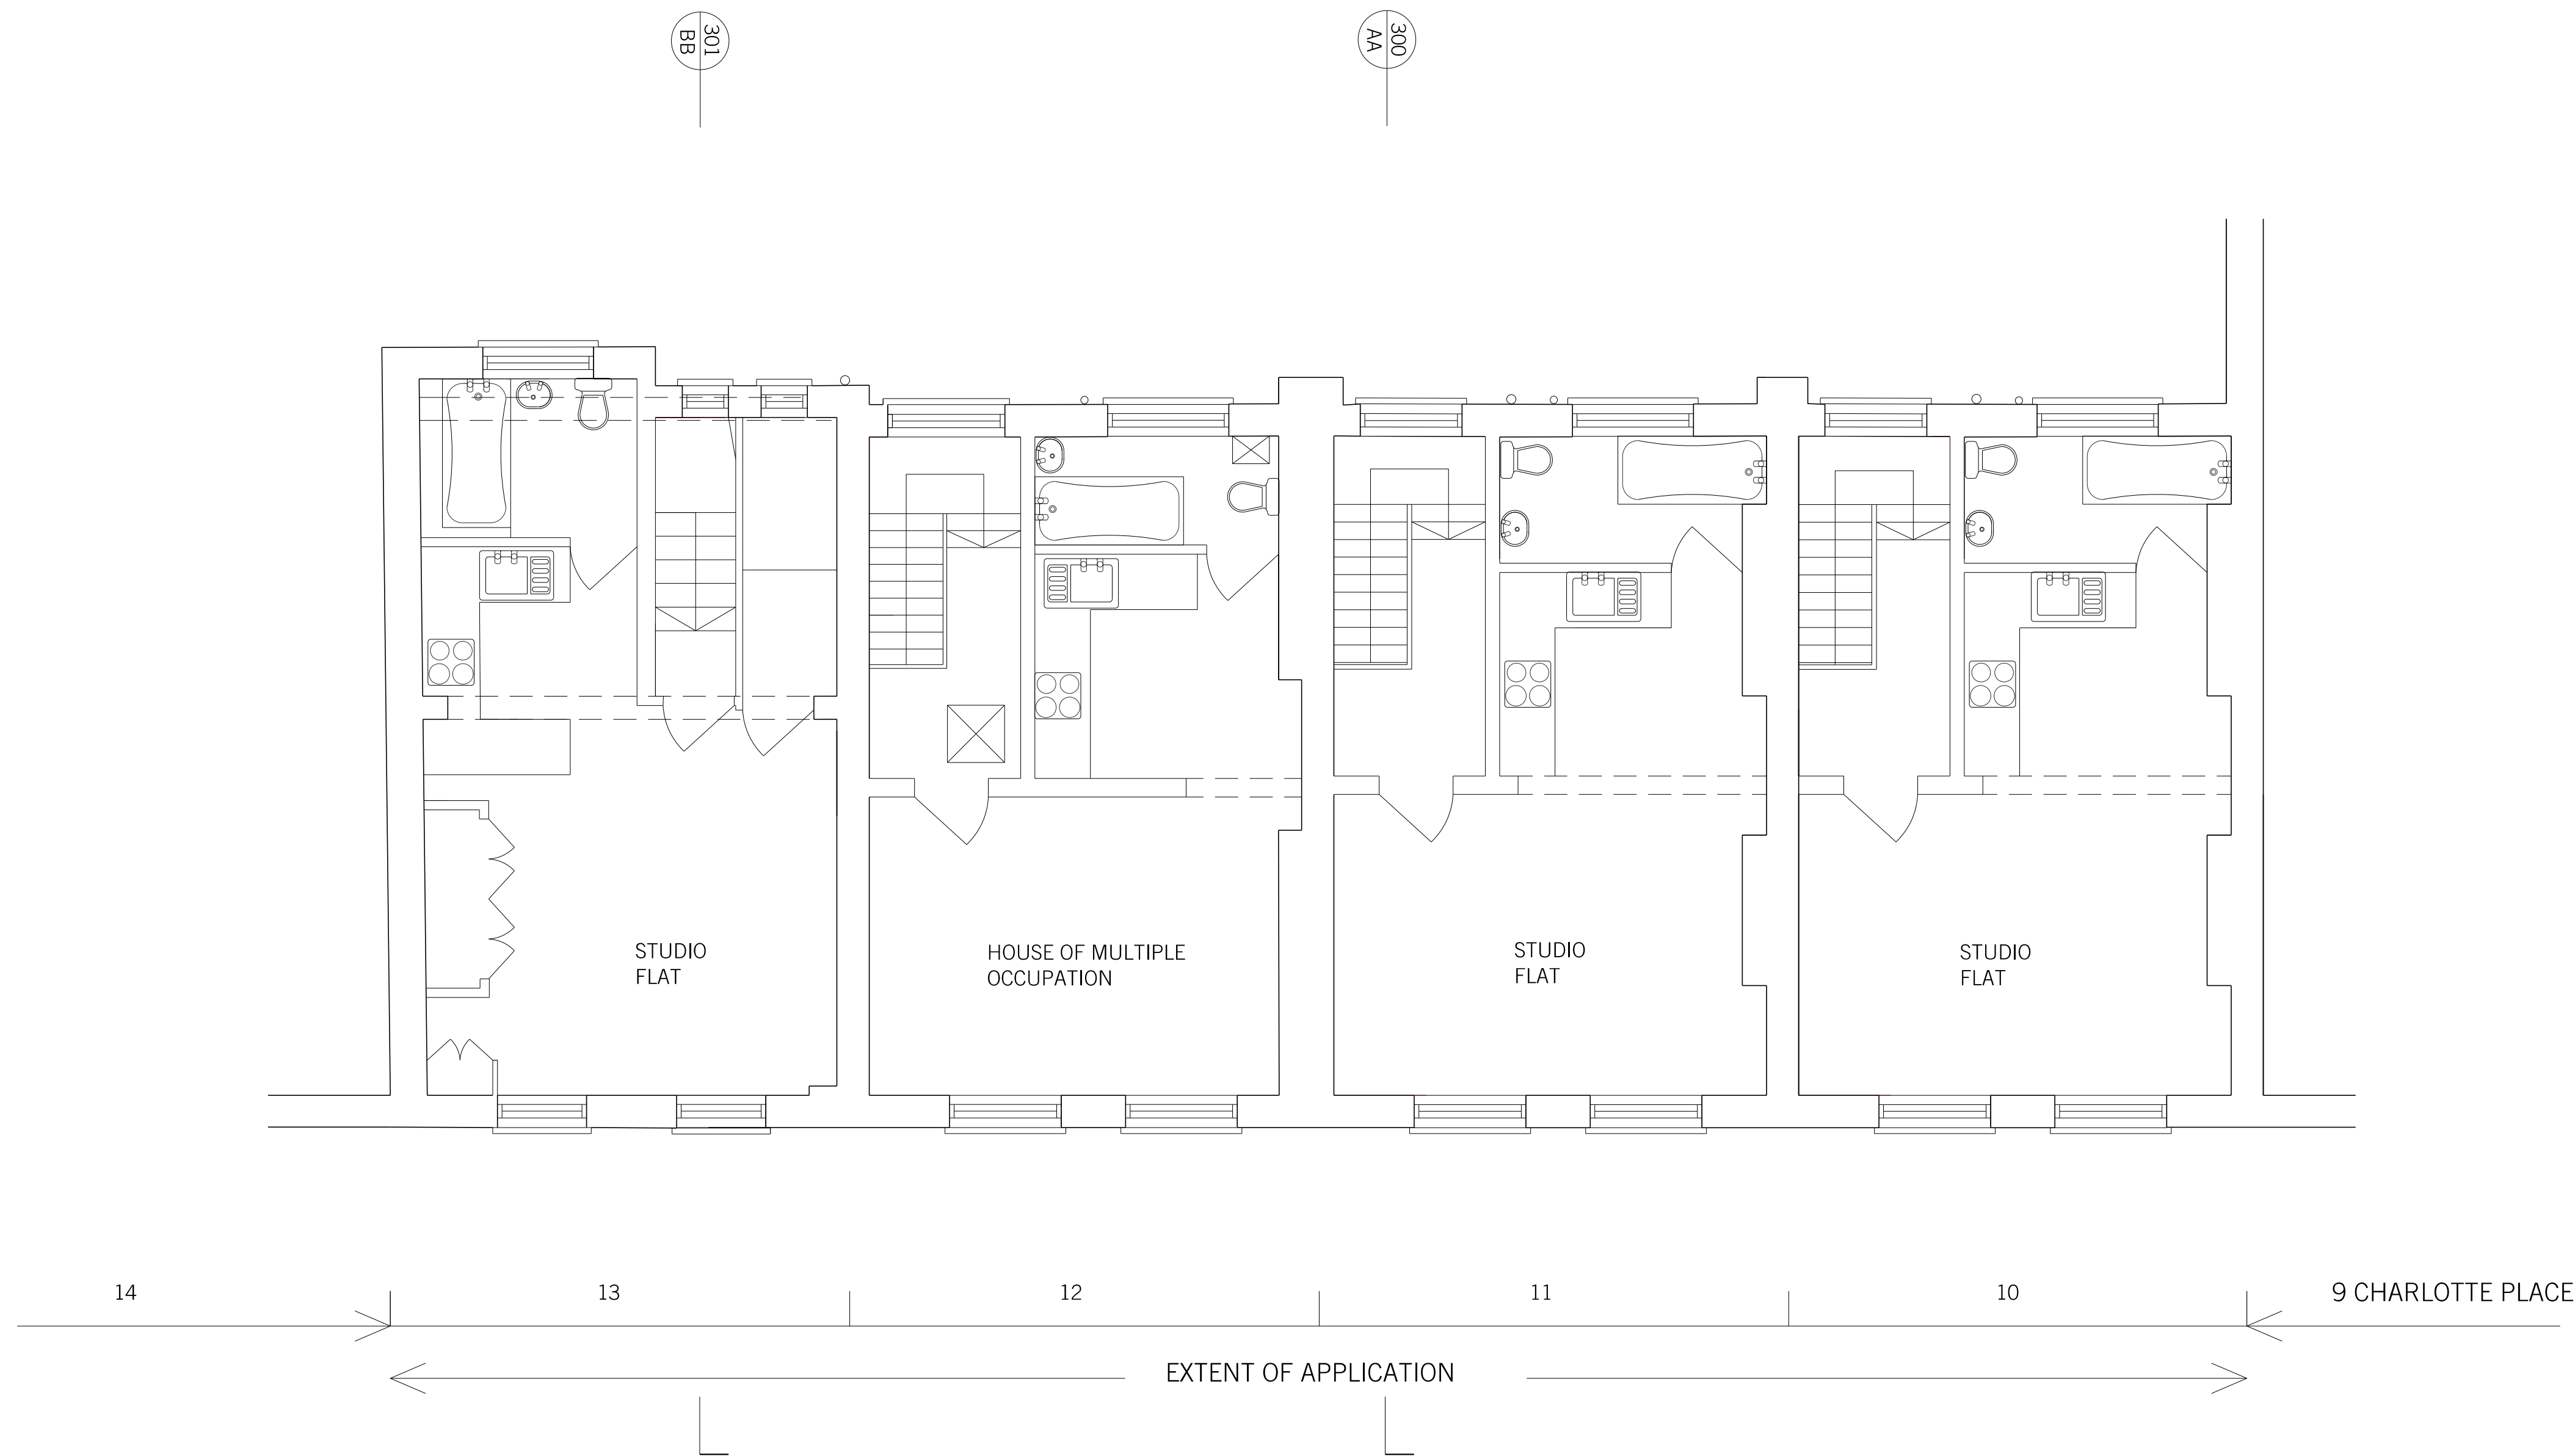 301
BB
300
AA
STUDIO
FLAT
HOUSE OF MULTIPLE
OCCUPATION
STUDIO
FLAT
STUDIO
FLAT
14
13
12
11
10
9 CHARLOTTE PLACE
EXTENT OF APPLICATION